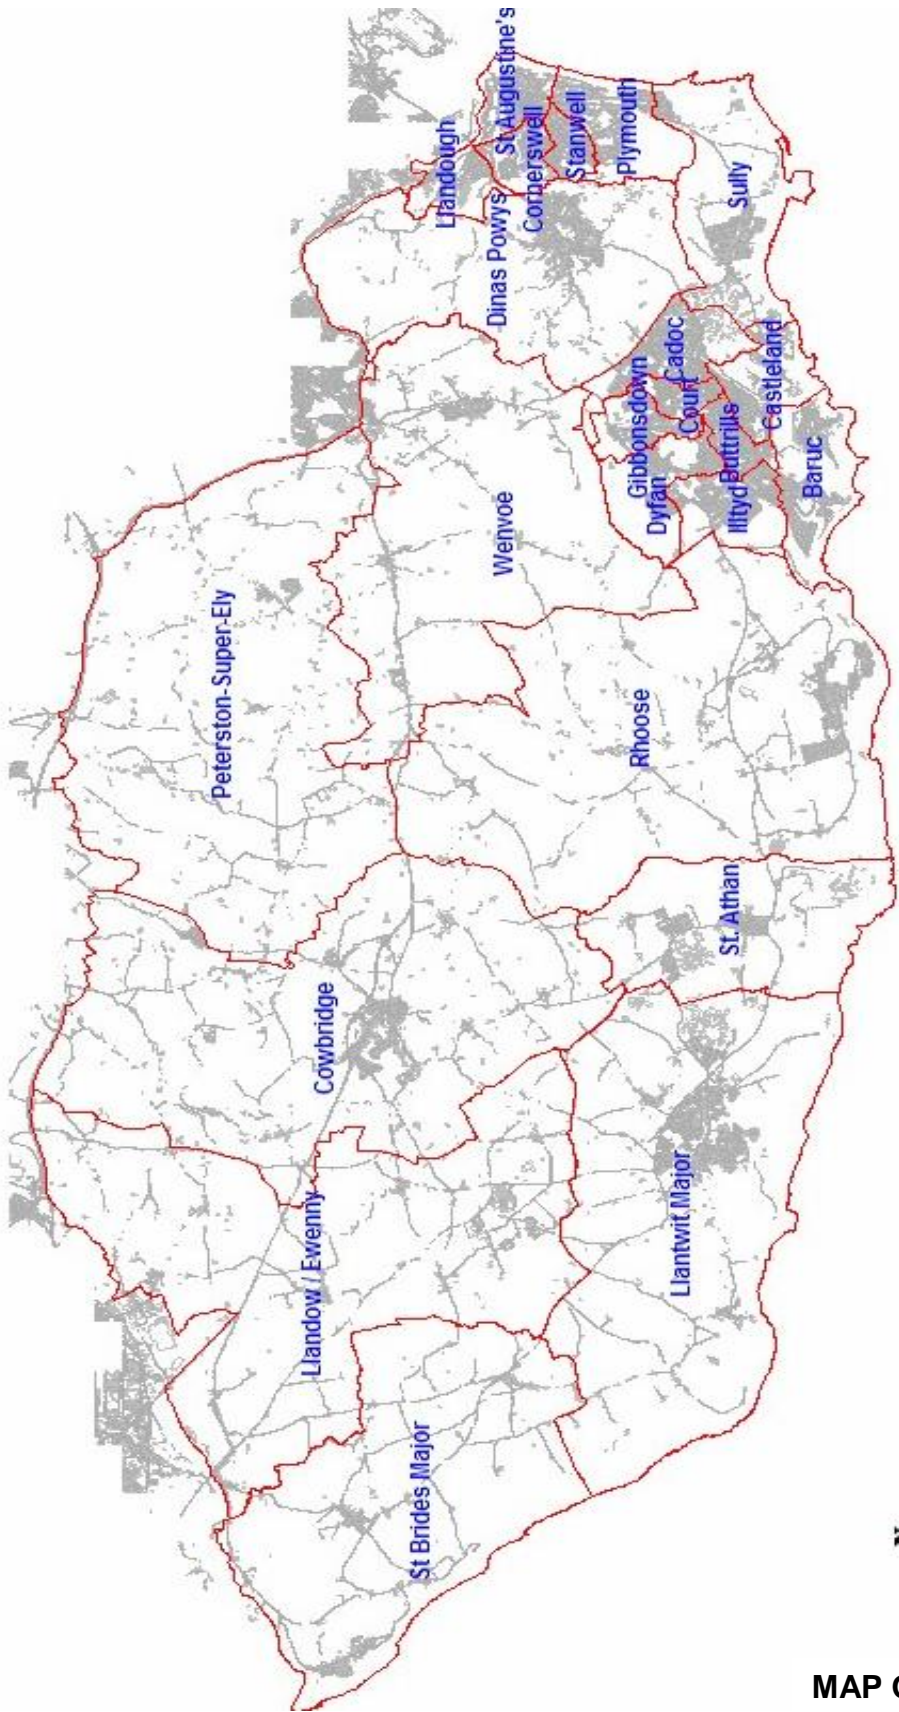 St Augustine's
Llandough
Cornerswell
Stanwell
Plymouth
Dinas Powys
Sully
Cadoc
Court
Gibbonsdown
Castleland
Buttrills
Dyfan
Illtyd
Baruc
Wenvoe
Peterston-Super-Ely
Rhoose
St. Athan
Cowbridge
Llantwit Major
Llandow / Ewenny
St Brides Major
MAP